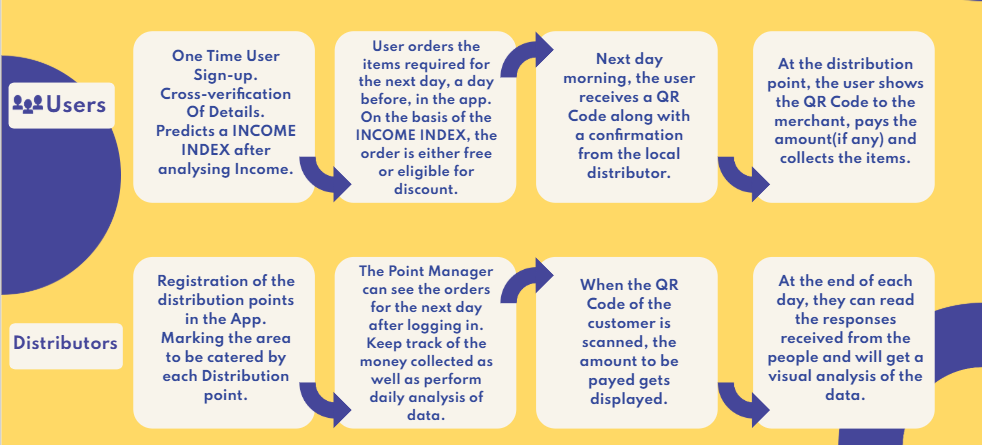 Users
One Time User
Sign-up.
Cross-verification
Of Details.
Predicts a INCOME
INDEX after
analysing Income.
User orders the
items required for
the next day, a day
before, in the app.
On the basis of the
INCOME INDEX, the
order is either free
or eligible for
discount.
Next day
morning, the user
receives a QR
Code along with
a confirmation
from the local
distributor.
At the distribution
point, the user shows
the QR Code to the
merchant, pays the
amount(if any) and
collects the items.
Distributors
Registration of the
distribution points
in the App.
Marking the area
to be catered by
each Distribution
point.
The Point Manager
can see the orders
for the next day
after logging in.
Keep track of the
money collected as
well as perform
daily analysis of
data.
When the QR
Code of the
customer is
scanned, the
amount to be
payed gets
displayed.
At the end of each
day, they can read
the responses
received from the
people and will get a
visual analysis of the
data.